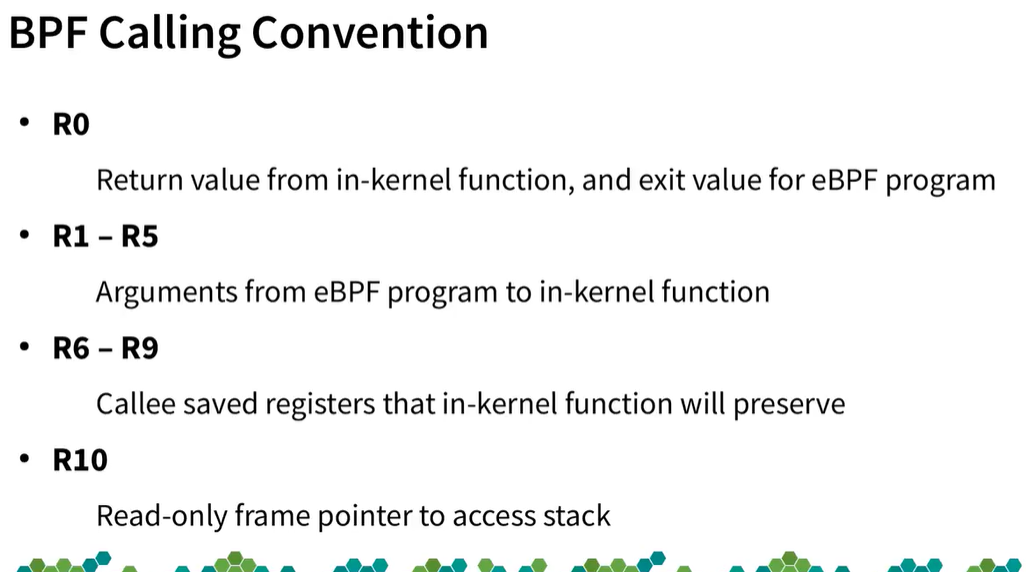 BPF Calling Convention
• R0
Return value from in-kernel function, and exit value for eBPF program
• R1 – R5
Arguments from eBPF program to in-kernel function
• R6 – R9
Callee saved registers that in-kernel function will preserve
• R10
Read-only frame pointer to access stack